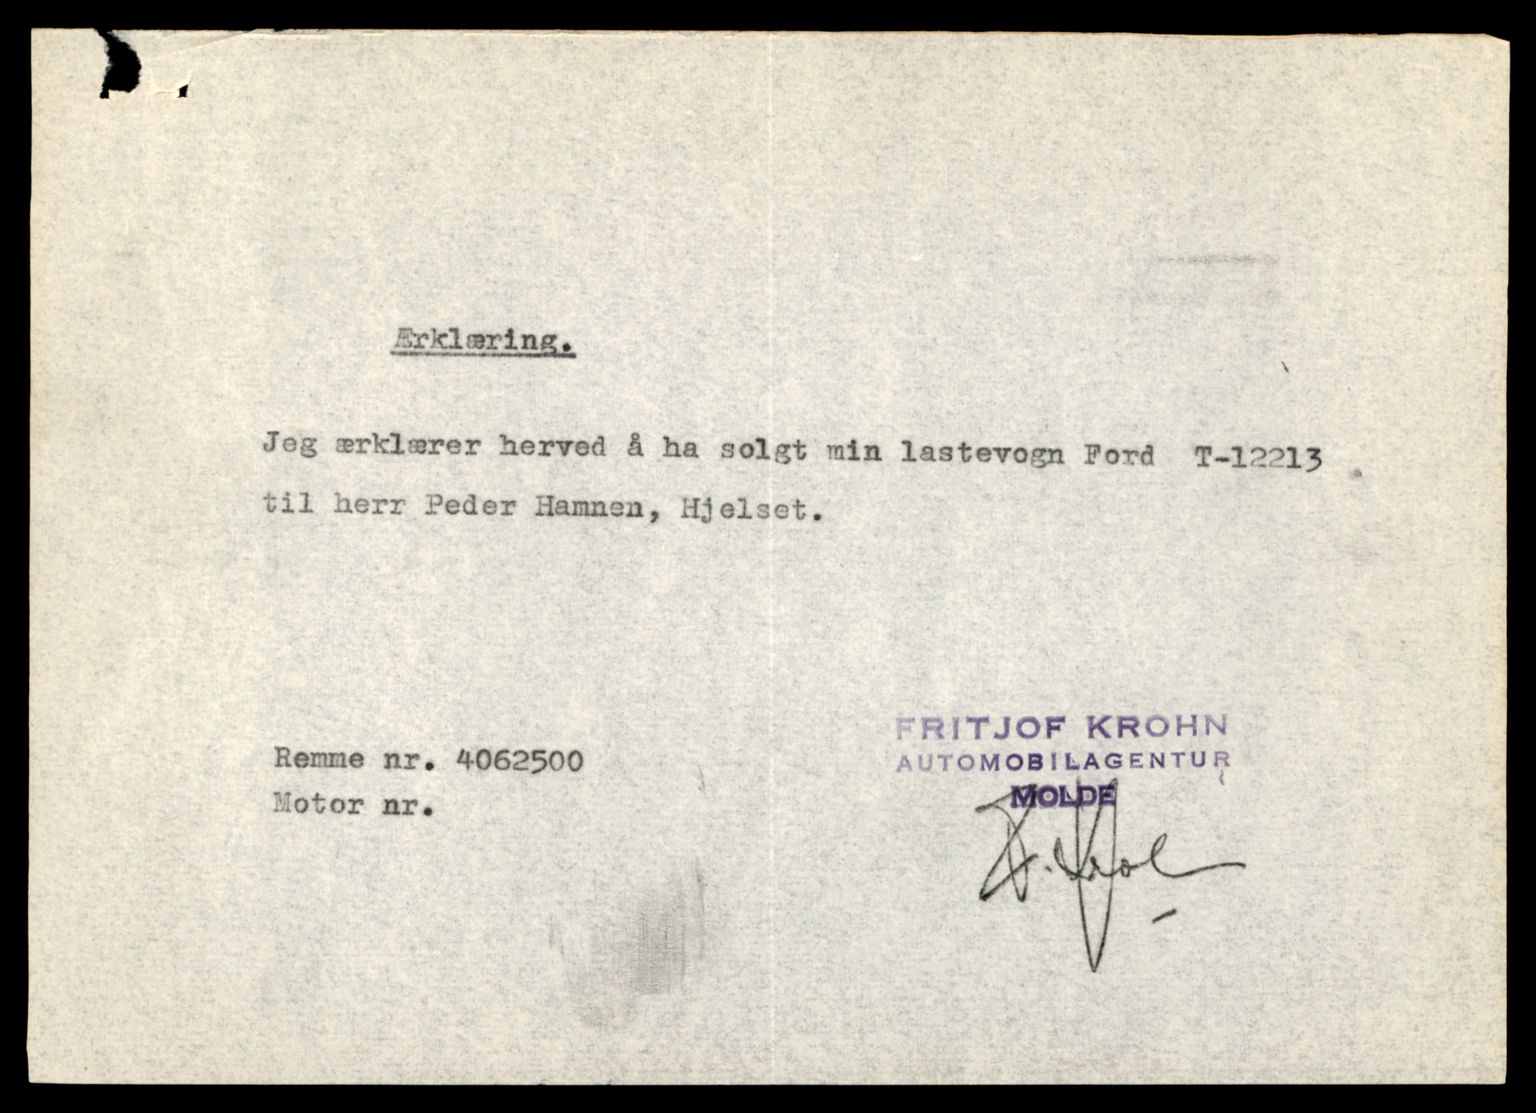 Ærklæring.
Jeg ærklærer herved å ha solgt min lastevogn Ford T-12213
til herr Peder Hamnen, Hjelset.
Remme nr. 4062500
Motor nr.
FRITJOF KROHN
AUTOMOBILAGENTUR
MOLDE
F. Krohn